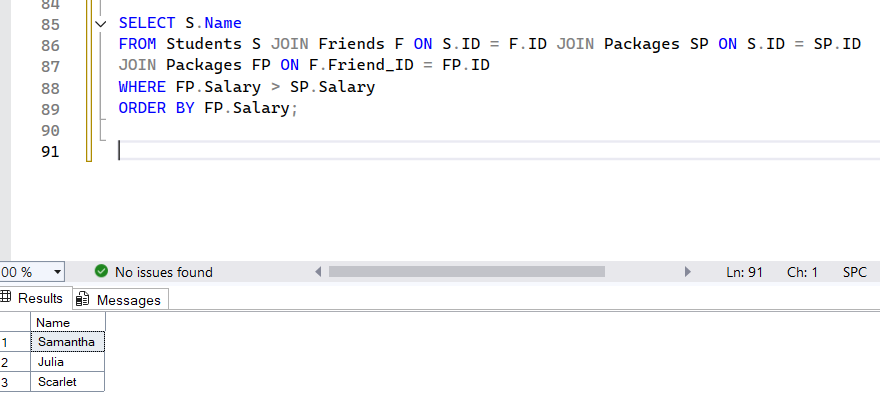 84
85 SELECT S.Name
86 FROM Students S JOIN Friends F ON S.ID = F.ID JOIN Packages SP ON S.ID = SP.ID
87 JOIN Packages FP ON F.Friend_ID = FP.ID
88 WHERE FP.Salary > SP.Salary
89 ORDER BY FP.Salary;
90
91
00 % No issues found Ln: 91 Ch: 1 SPC
Results Messages
Name
1 Samantha
2 Julia
3 Scarlet